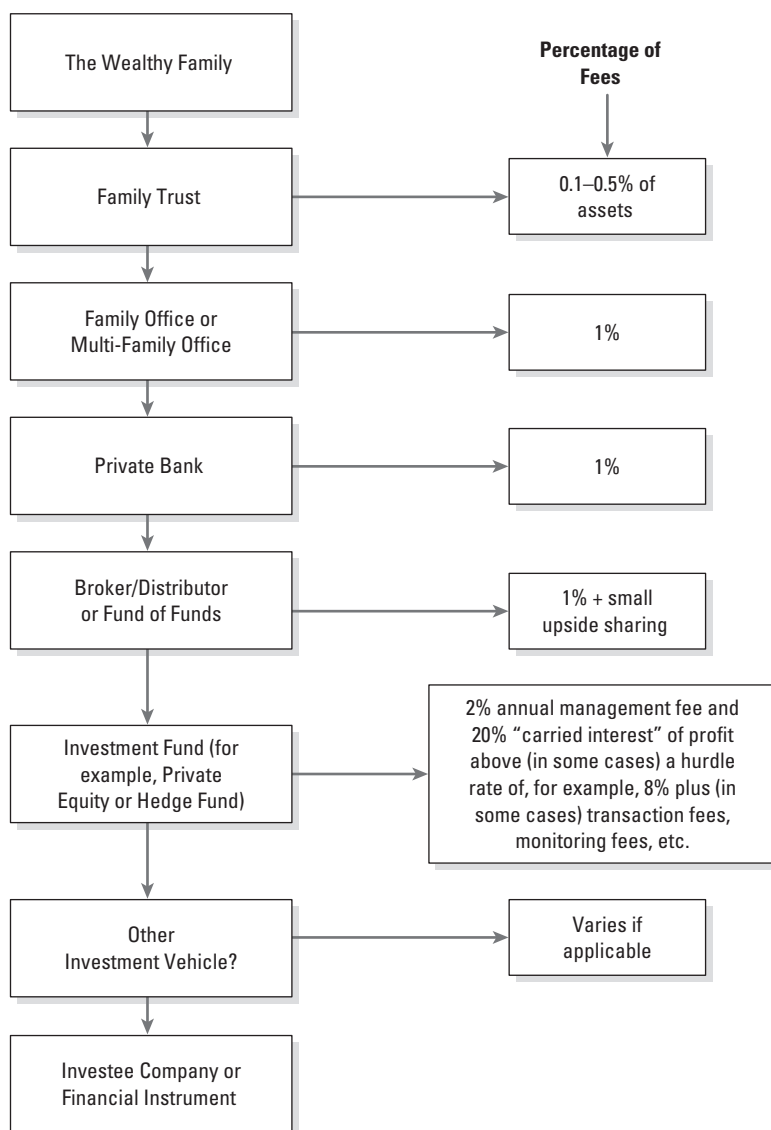 The Wealthy Family
Percentage of
Fees
Family Trust
0.1–0.5% of
assets
Family Office or
Multi-Family Office
1%
Private Bank
1%
Broker/Distributor
or Fund of Funds
1% + small
upside sharing
Investment Fund (for
example, Private
Equity or Hedge Fund)
2% annual management fee and
20% “carried interest” of profit
above (in some cases) a hurdle
rate of, for example, 8% plus (in
some cases) transaction fees,
monitoring fees, etc.
Other
Investment Vehicle?
Varies if
applicable
Investee Company or
Financial Instrument